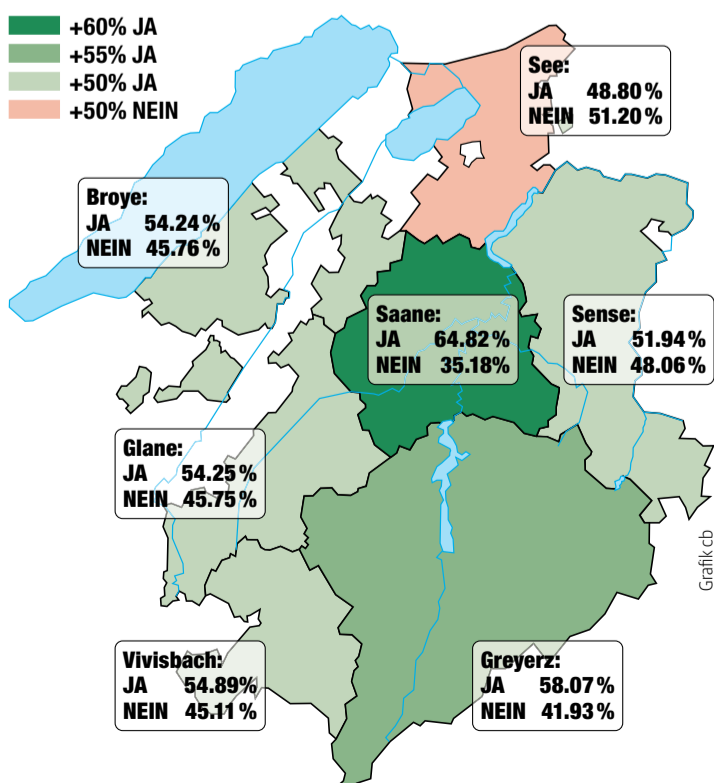 +60% JA
+55% JA
+50% JA
+50% NEIN
See:
JA 48.80%
NEIN 51.20%
Broye:
JA 54.24%
NEIN 45.76%
Saane:
JA 64.82%
NEIN 35.18%
Sense:
JA 51.94%
NEIN 48.06%
Glane:
JA 54.25%
NEIN 45.75%
Vivisbach:
JA 54.89%
NEIN 45.11%
Greyerz:
JA 58.07%
NEIN 41.93%
Grafik cb